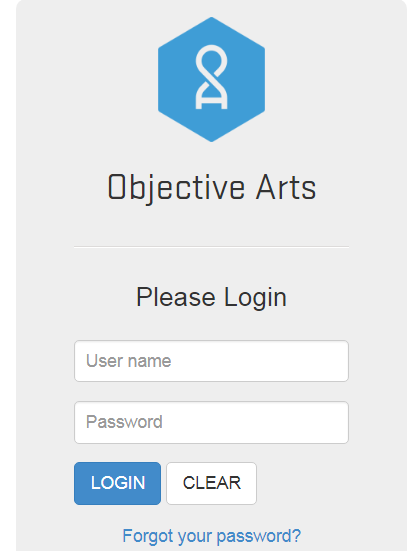 Objective Arts
Please Login
User name
Password
LOGIN CLEAR
Forgot your password?